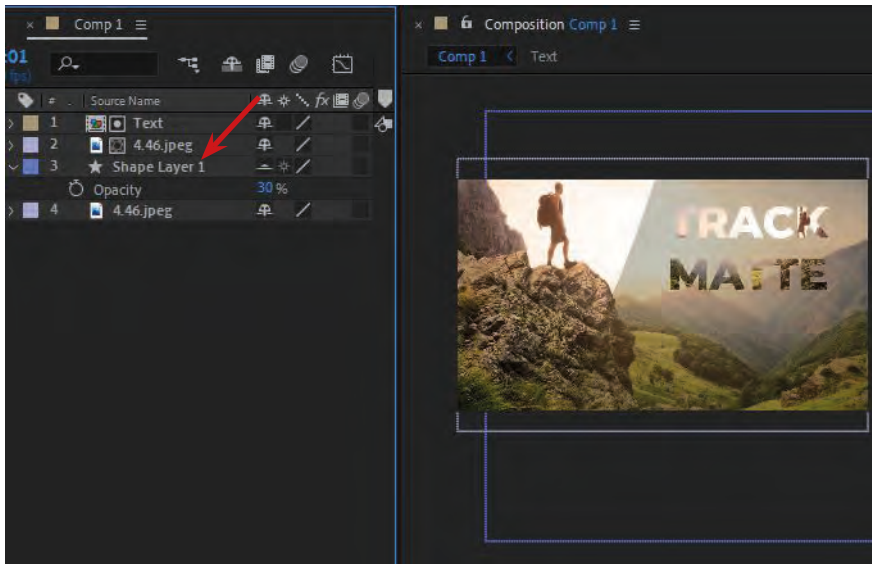 Comp 1
:01
fps)
# . Source Name
1 Text
2 4.46.jpeg
3 Shape Layer 1
Opacity 30 %
4 4.46.jpeg
Composition Comp 1
Comp 1 Text
TRACK
MATTE